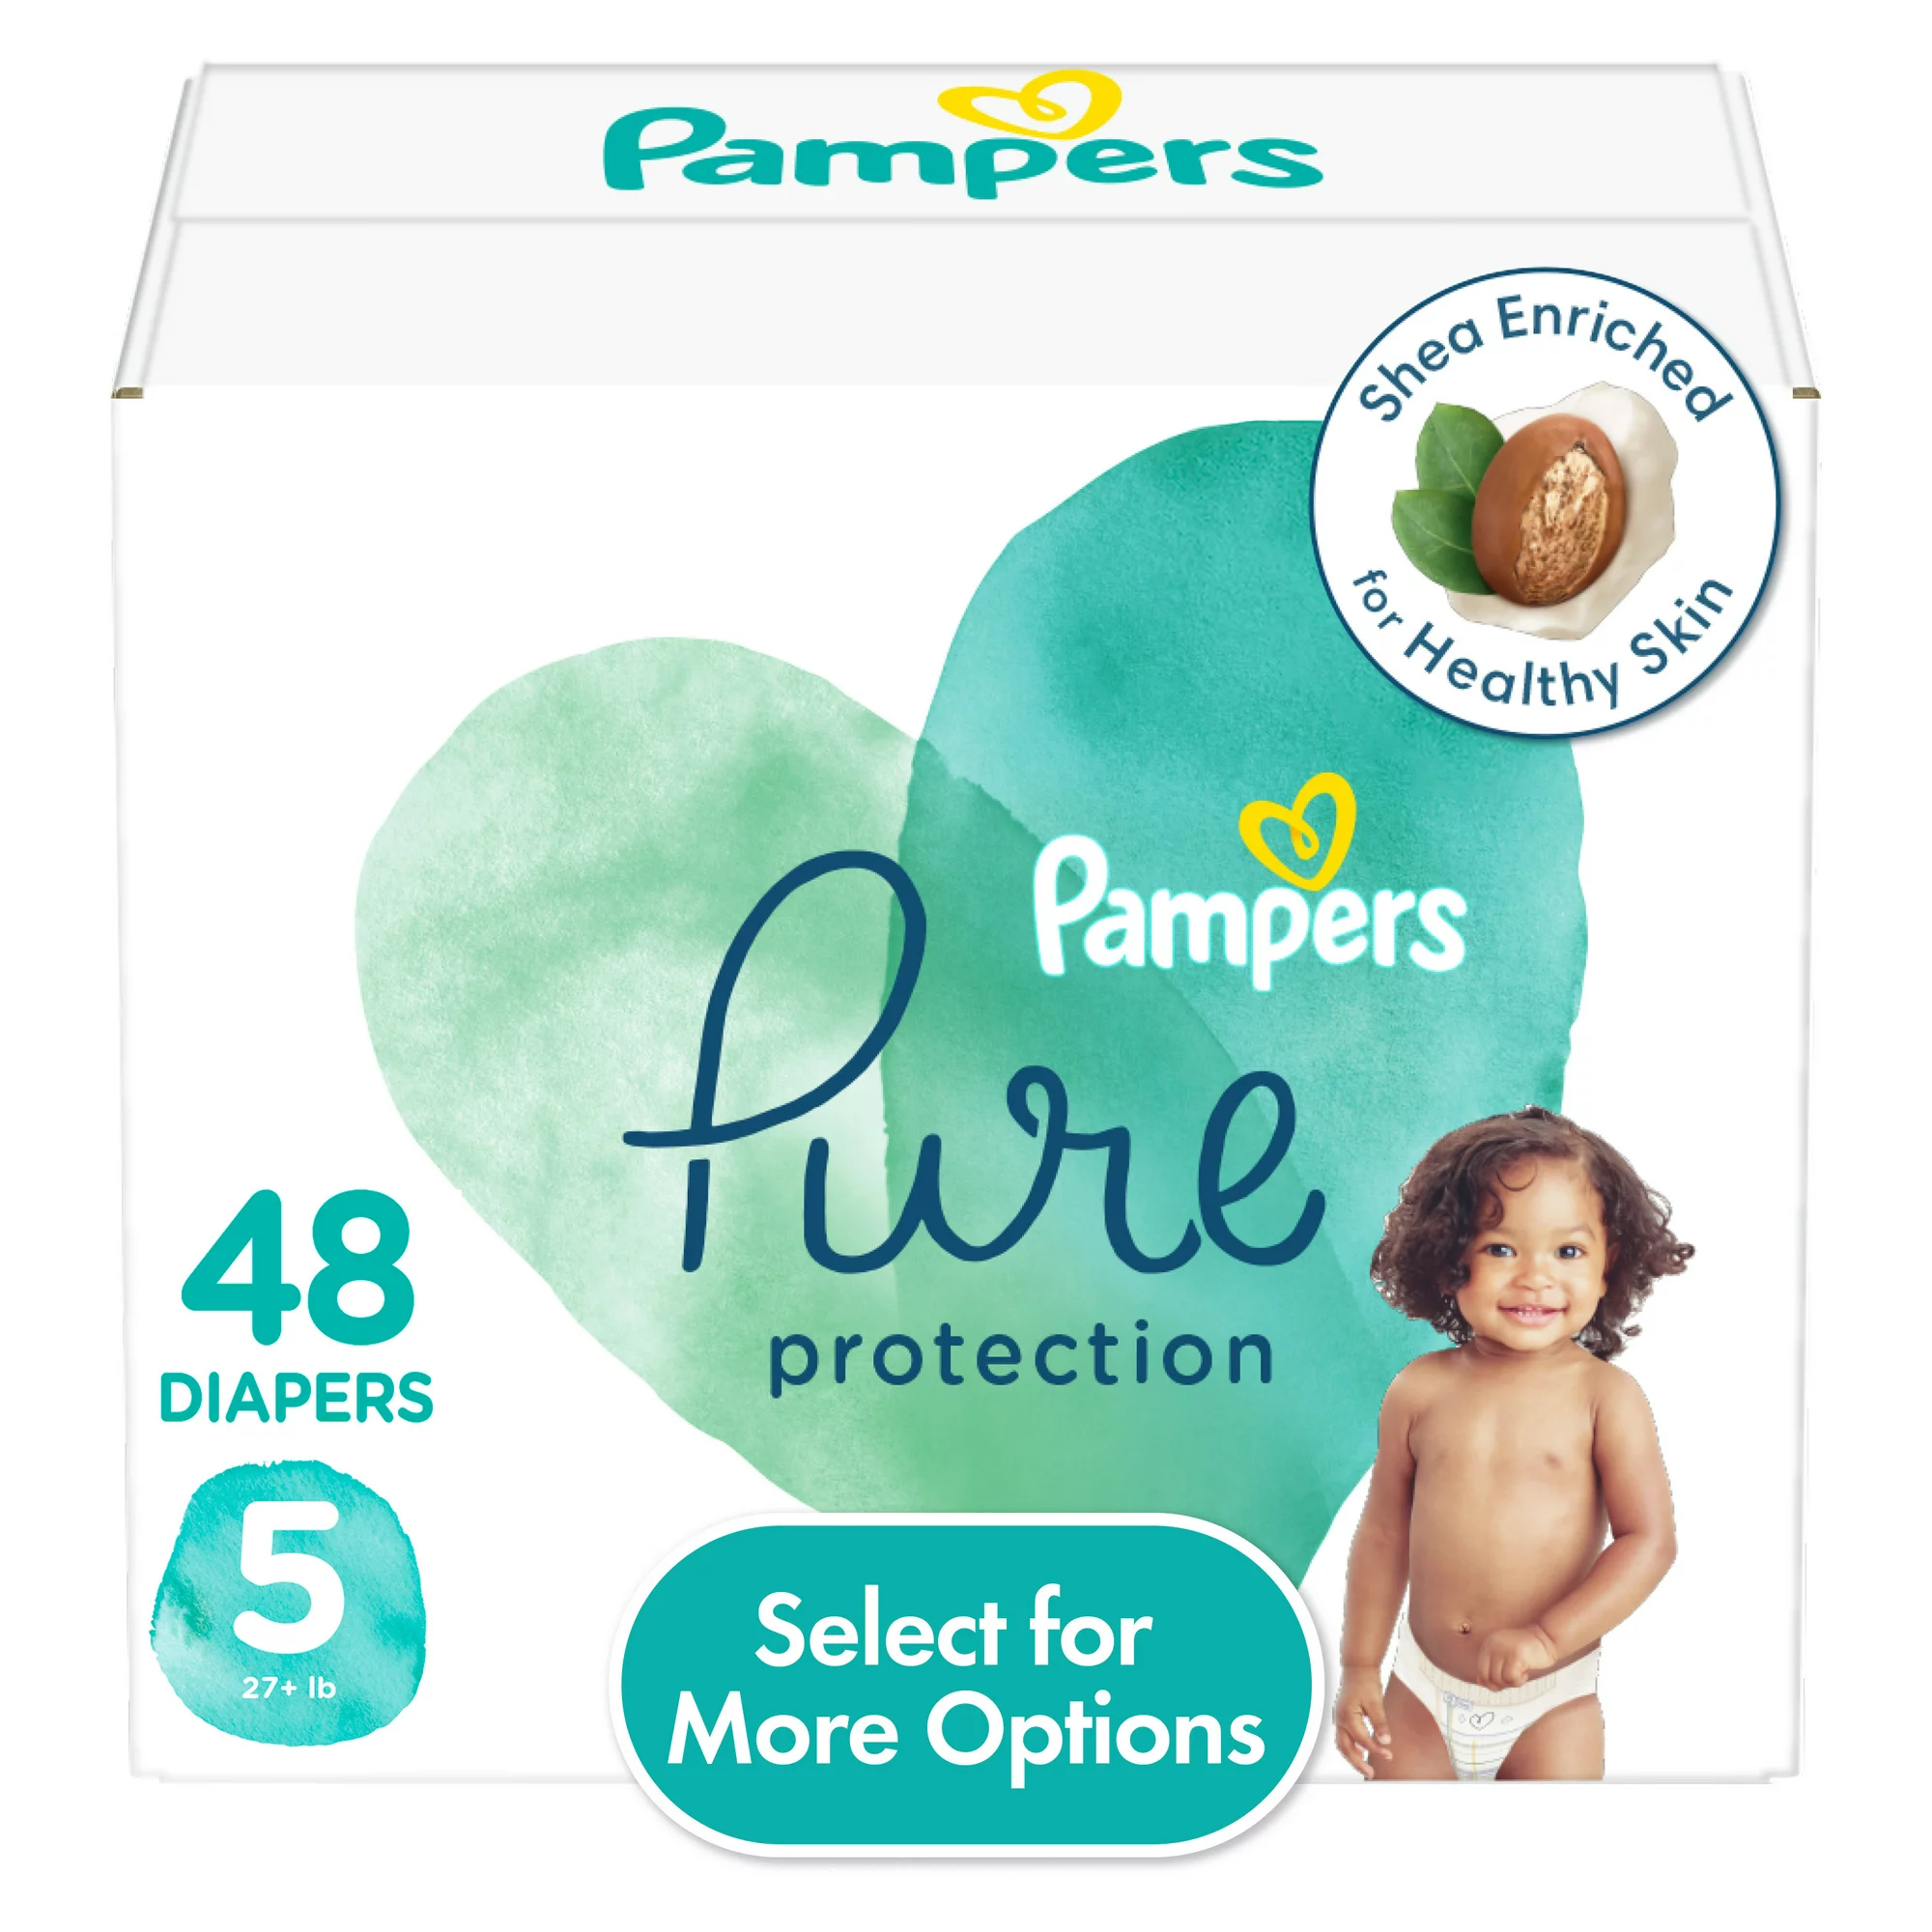 Pampers
Shea Enriched
for Healthy Skin
Pampers
Pure
protection
48
DIAPERS
5
27+ lb
Select for
More Options